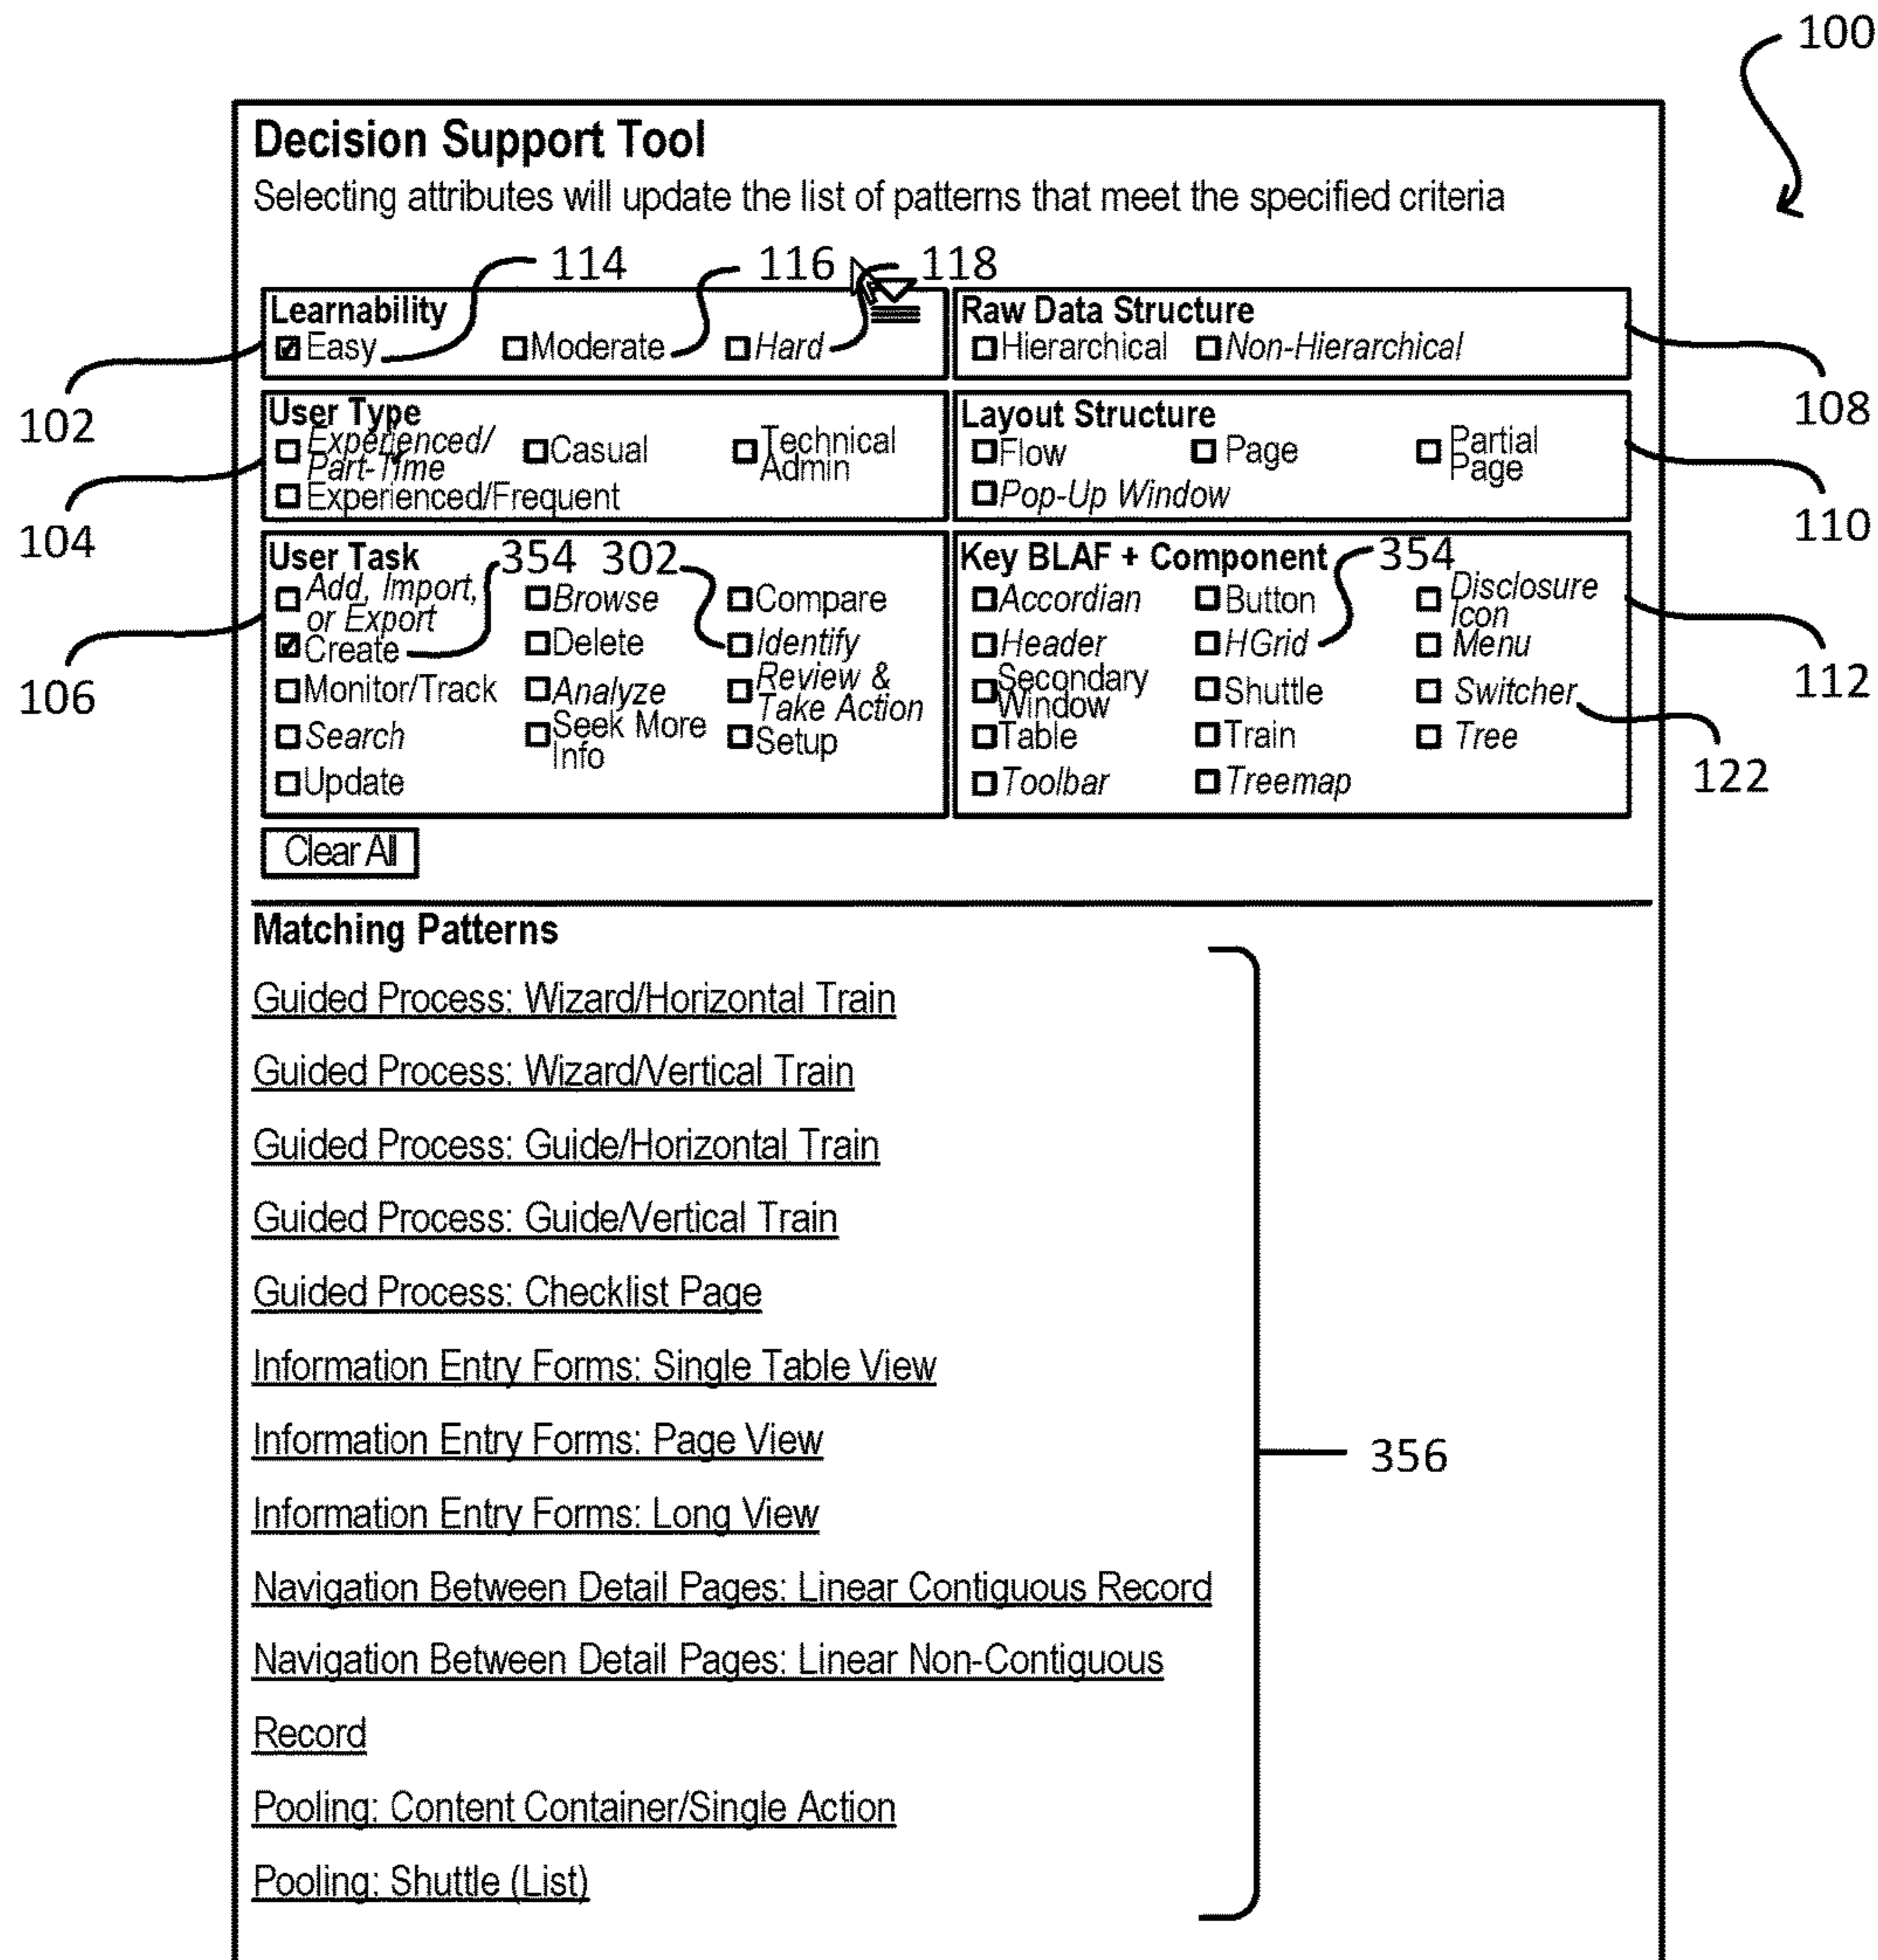 100
Decision Support Tool
Selecting attributes will update the list of patterns that meet the specified criteria
114 116 118
Learnability
Easy Moderate Hard
Raw Data Structure
Hierarchical Non-Hierarchical
102
108
User Type
Experienced/
Part-Time
Casual
Technical
Admin
Experienced/Frequent
Layout Structure
Flow Page
Partial
Page
Pop-Up Window
104
110
User Task 354 302
Add, Import,
or Export
Browse Compare
Create Delete Identify
Monitor/Track Analyze
Review &
Take Action
Search
Seek More
Info
Setup
Update
Key BLAF + Component 354
Accordian Button
Disclosure
Icon
Header HGrid Menu
Secondary
Window
Shuttle Switcher
Table Train Tree
Toolbar Treemap
106
112
122
Clear All
Matching Patterns
Guided Process: Wizard/Horizontal Train
Guided Process: Wizard/Vertical Train
Guided Process: Guide/Horizontal Train
Guided Process: Guide/Vertical Train
Guided Process: Checklist Page
Information Entry Forms: Single Table View
Information Entry Forms: Page View
Information Entry Forms: Long View
Navigation Between Detail Pages: Linear Contiguous Record
Navigation Between Detail Pages: Linear Non-Contiguous
Record
Pooling: Content Container/Single Action
Pooling: Shuttle (List)
356